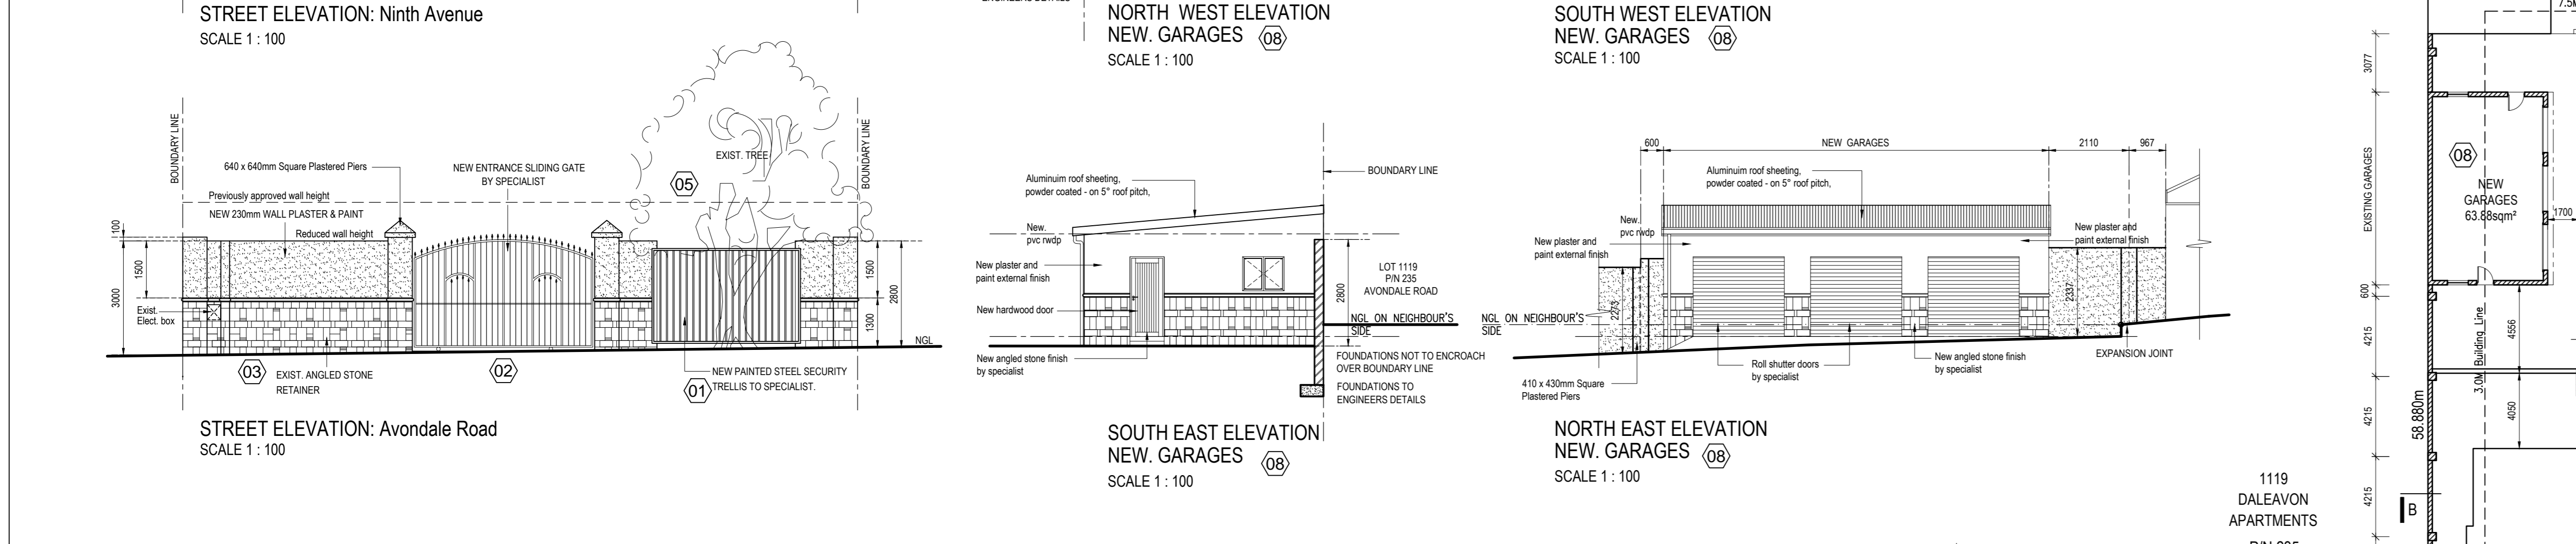 STREET ELEVATION: Ninth Avenue
SCALE 1 : 100
NORTH WEST ELEVATION
NEW. GARAGES 08
SCALE 1 : 100
SOUTH WEST ELEVATION
NEW. GARAGES 08
SCALE 1 : 100
BOUNDARY LINE
640 x 640mm Square Plastered Piers
Previously approved wall height
NEW 230mm WALL PLASTER & PAINT
Reduced wall height
NEW ENTRANCE SLIDING GATE
BY SPECIALIST
EXIST. TREE
05
BOUNDARY LINE
100
1500
3000
Exist.
Elect. box
1500
1300
2800
NGL
03
EXIST. ANGLED STONE
RETAINER
02
01
NEW PAINTED STEEL SECURITY
TRELLIS TO SPECIALIST.
STREET ELEVATION: Avondale Road
SCALE 1 : 100
Aluminuim roof sheeting,
powder coated - on 5° roof pitch,
BOUNDARY LINE
New.
pvc rwdp
New plaster and
paint external finish
New hardwood door
New angled stone finish
by specialist
2800
LOT 1119
P/N 235
AVONDALE ROAD
NGL ON NEIGHBOUR'S
SIDE
FOUNDATIONS NOT TO ENCROACH
OVER BOUNDARY LINE
FOUNDATIONS TO
ENGINEERS DETAILS
SOUTH EAST ELEVATION
NEW. GARAGES 08
SCALE 1 : 100
600
NEW GARAGES
2110
967
Aluminuim roof sheeting,
powder coated - on 5° roof pitch,
New.
pvc rwdp
New plaster and
paint external finish
New plaster and
paint external finish
NGL ON NEIGHBOUR'S
SIDE
2273
2337
410 x 430mm Square
Plastered Piers
Roll shutter doors
by specialist
New angled stone finish
by specialist
EXPANSION JOINT
NORTH EAST ELEVATION
NEW. GARAGES 08
SCALE 1 : 100
3077
EXISTING GARAGES
600
4215
4215
4215
58.880m
08
NEW
GARAGES
63.88sqm²
1700
3.0M Building Line
4556
4050
B
1119
DALEAVON
APARTMENTS